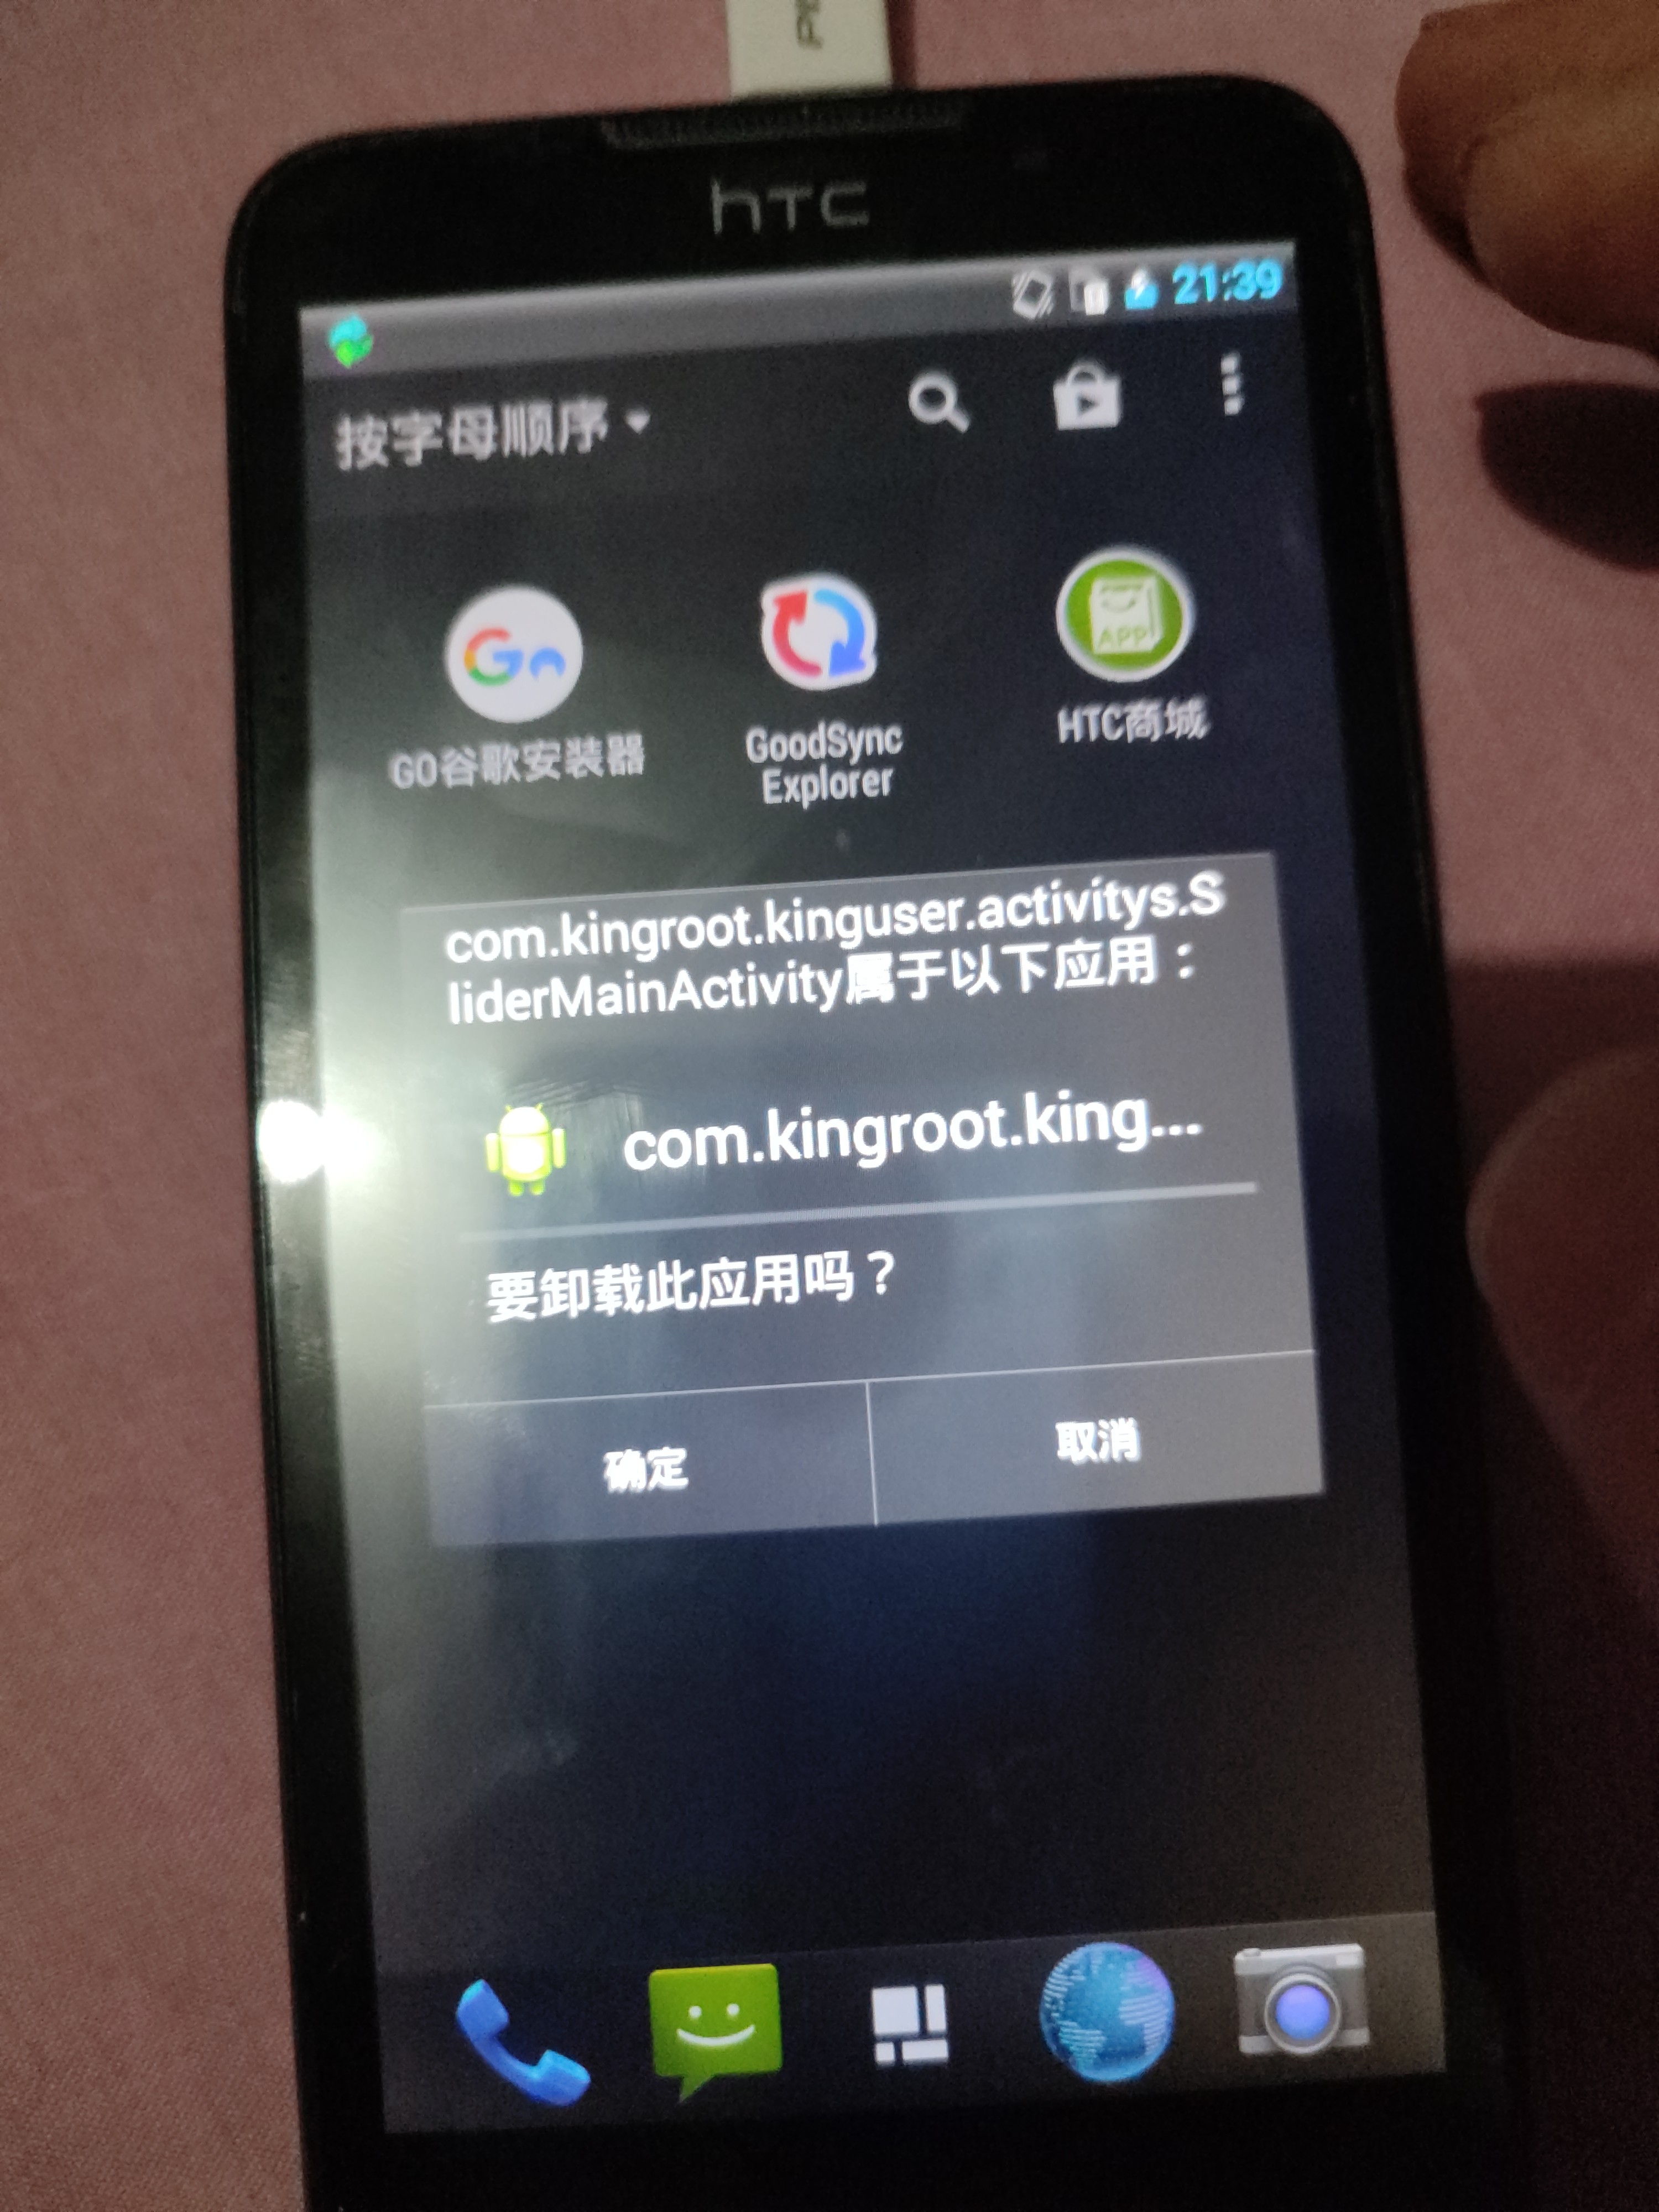 hTC
21:39
按字母顺序
GO谷歌安装器
GoodSync
Explorer
APP
HTC商城
com.kingroot.kinguser.activitys.S
liderMainActivity属于以下应用：
com.kingroot.king...
要卸载此应用吗？
确定
取消